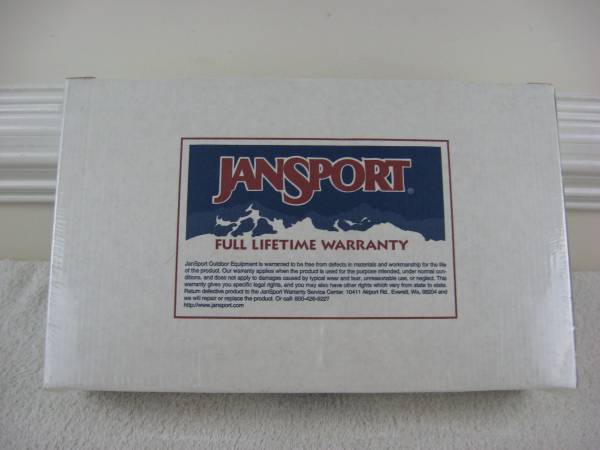 JANSPORT®
FULL LIFETIME WARRANTY
JanSport Outdoor Equipment is warranted to be free from defects in materials and workmanship for the life
of the product. Our warranty applies when the product is used for the purpose intended, under normal con-
ditions, and does not apply to damages caused by typical wear and tear, unreasonable use, or neglect. This
warranty gives you specific legal rights, and you may also have other rights which vary from state to state.
Return defective product to the JanSport Warranty Service Center: 10411 Airport Rd., Everett, Wa, 98204 and
we will repair or replace the product. Or call: 800-426-9227
http://www.jansport.com